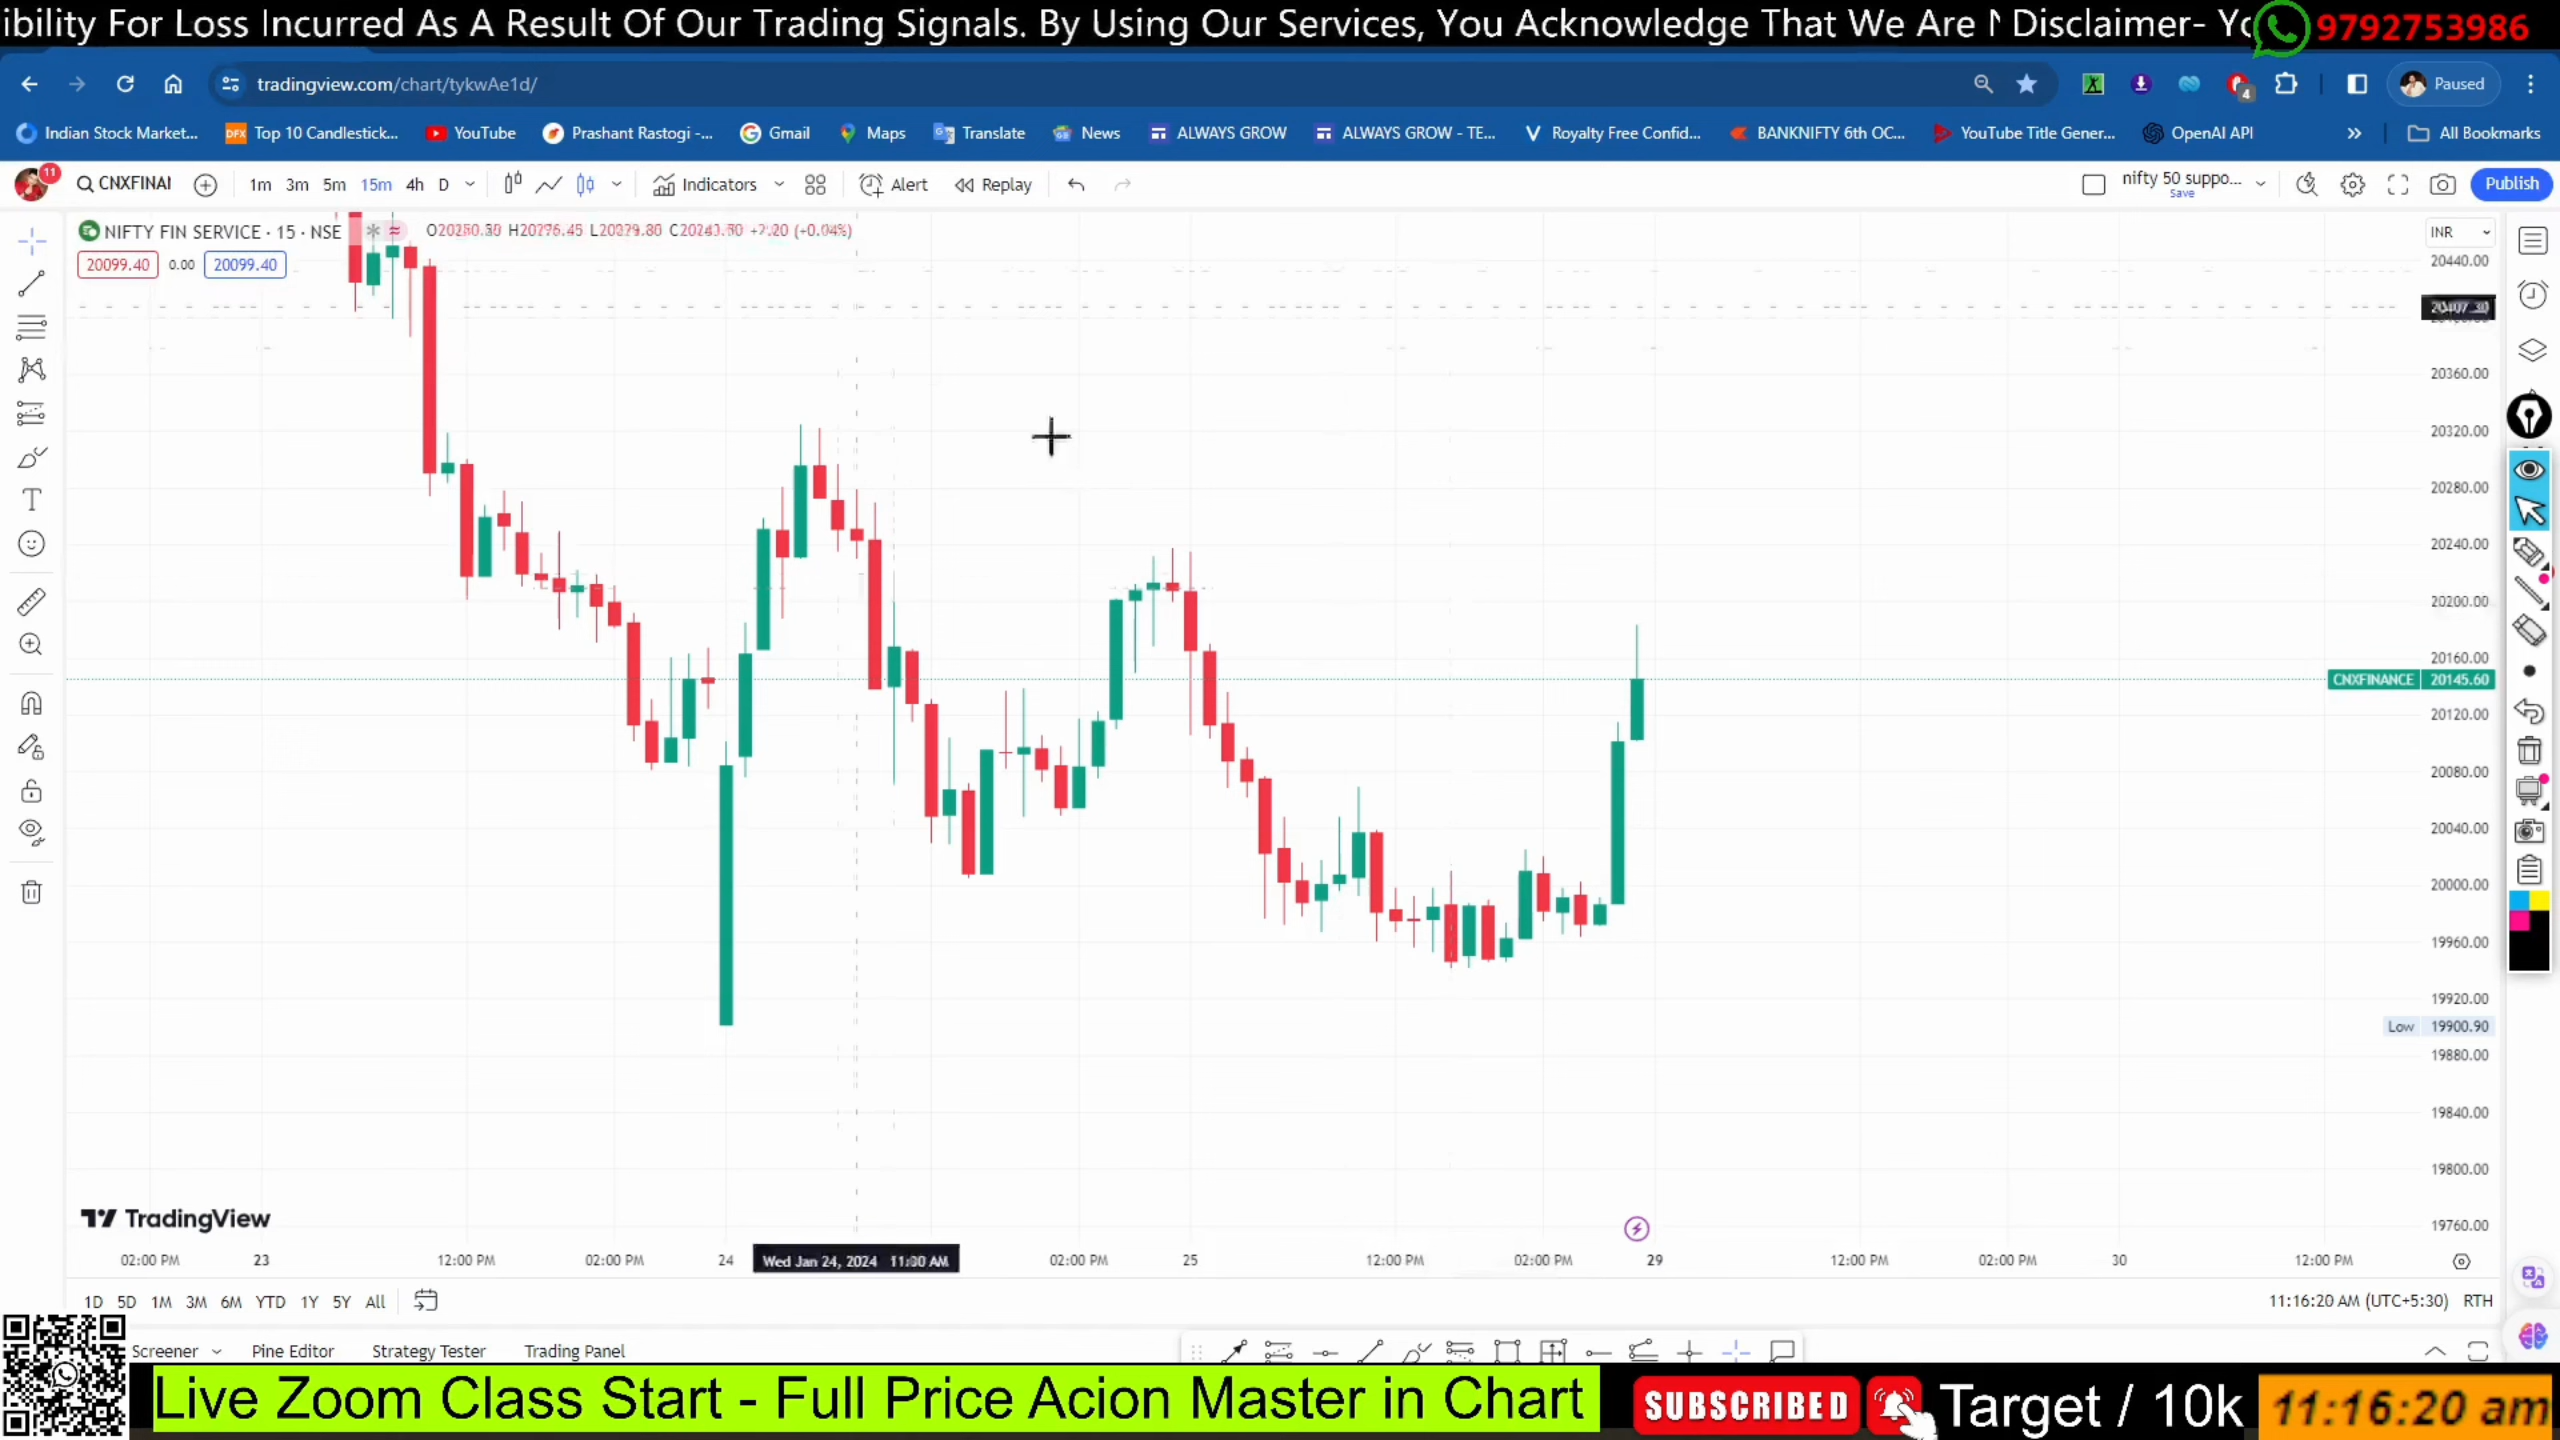 ibility For Loss Incurred As A Result Of Our Trading Signals. By Using Our Services, You Acknowledge That We Are Disclaimer- Yo 9792753986
tradingview.com/chart/tykwAe1d/
4
Paused
Indian Stock Market... DFX Top 10 Candlestick... YouTube Prashant Rastogi -... Gmail Maps Translate News ALWAYS GROW ALWAYS GROW - TE... Royalty Free Confid... BANKNIFTY 6th OC... YouTube Title Gener... OpenAI API All Bookmarks
11 CNXFINAI 1m 3m 5m 15m 4h D Indicators Alert Replay nifty 50 suppo... Publish
Save
NIFTY FIN SERVICE · 15 · NSE (+0.04%) INR
20099.40 0.00 20099.40
20440.00
20360.00
20320.00
20280.00
20240.00
20200.00
20160.00
CNXFINANCE 20145.60
20120.00
20080.00
20040.00
20000.00
19960.00
19920.00
Low 19900.90
19880.00
19840.00
19800.00
19760.00
TradingView
02:00 PM 23 12:00 PM 02:00 PM 24 Wed Jan 24, 2024 02:00 PM 25 12:00 PM 02:00 PM 29 12:00 PM 02:00 PM 30 12:00 PM
1D 5D 1M 3M 6M YTD 1Y 5Y All 11:16:20 AM (UTC+5:30) RTH
Screener Pine Editor Strategy Tester Trading Panel
Live Zoom Class Start - Full Price Acion Master in Chart SUBSCRIBED Target / 10k 11:16:20 am